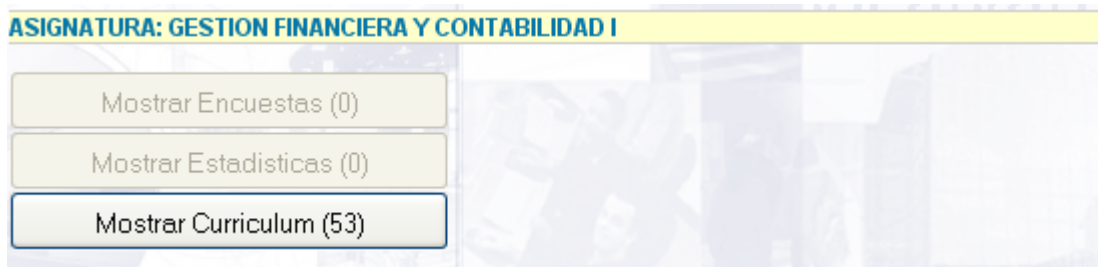 ASIGNATURA: GESTION FINANCIERA Y CONTABILIDAD I
Mostrar Encuestas (0)
Mostrar Estadisticas (0)
Mostrar Curriculum (53)